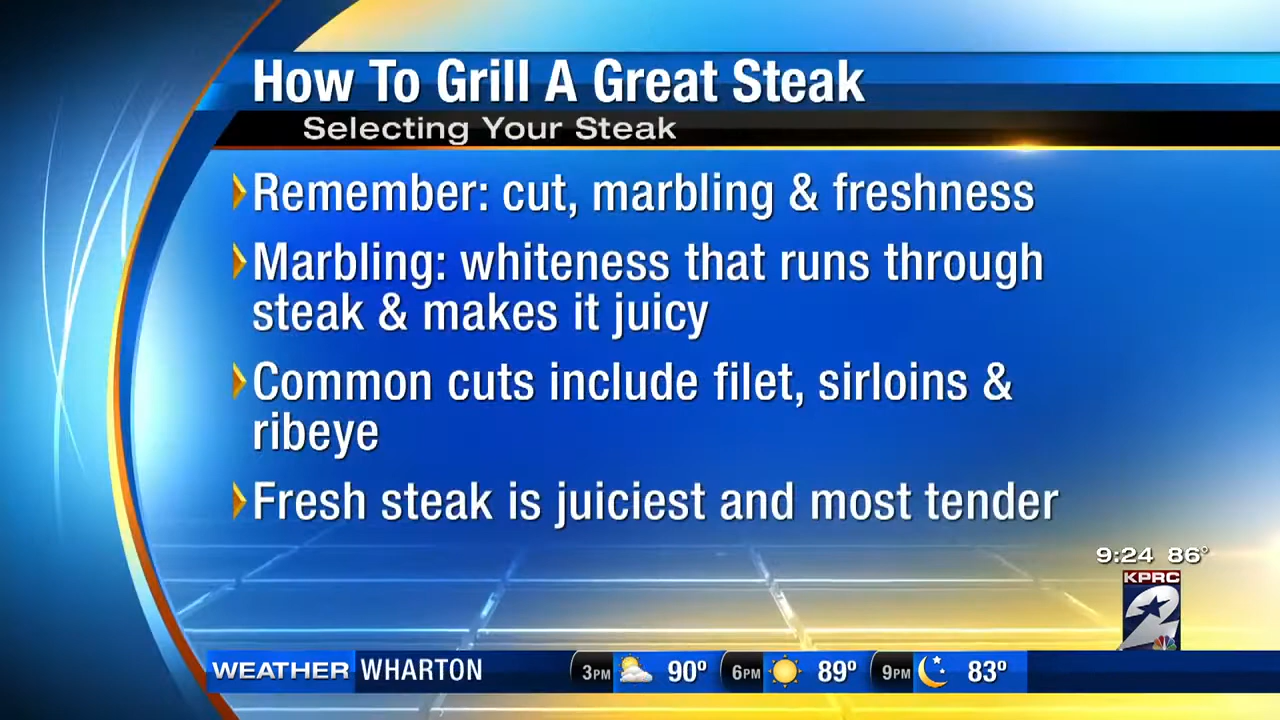 How To Grill A Great Steak
Selecting Your Steak
Remember: cut, marbling & freshness
Marbling: whiteness that runs through
steak & makes it juicy
Common cuts include filet, sirloins &
ribeye
Fresh steak is juiciest and most tender
9:24 86°
KPRC
2
WEATHER WHARTON 3PM 90° 6PM 89° 9PM 83°